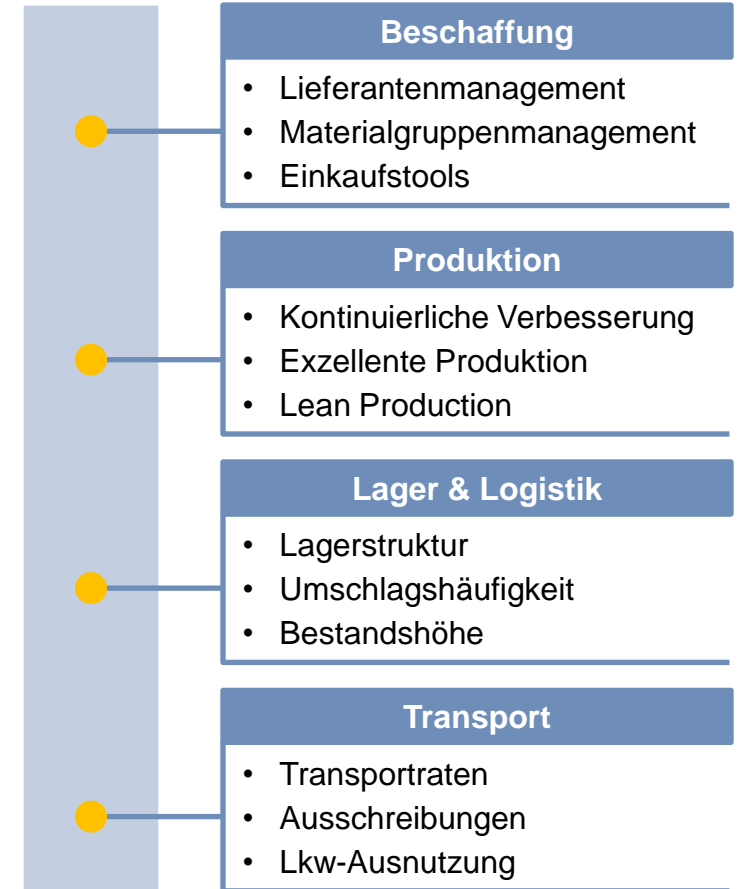 Beschaffung
• Lieferantenmanagement
• Materialgruppenmanagement
• Einkaufstools
Produktion
• Kontinuierliche Verbesserung
• Exzellente Produktion
• Lean Production
Lager & Logistik
• Lagerstruktur
• Umschlagshäufigkeit
• Bestandshöhe
Transport
• Transportraten
• Ausschreibungen
• Lkw-Ausnutzung